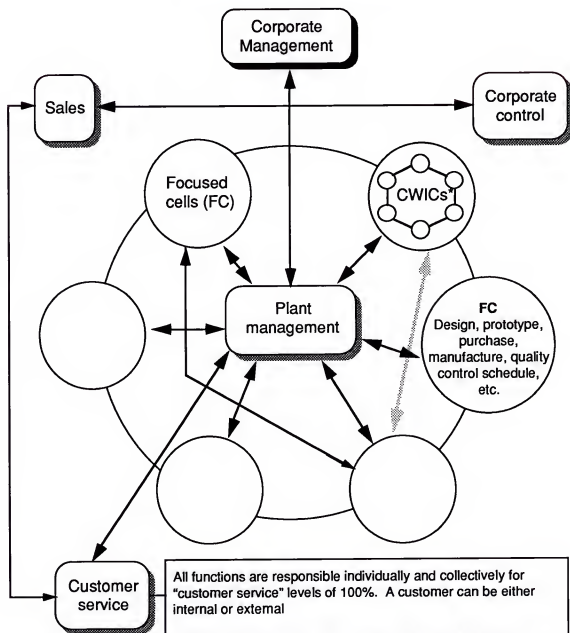 Corporate
Management
Sales
Corporate
control
Focused
cells (FC)
CWICs*
Plant
management
FC
Design, prototype,
purchase,
manufacture, quality
control schedule,
etc.
Customer
service
All functions are responsible individually and collectively for
"customer service" levels of 100%. A customer can be either
internal or external